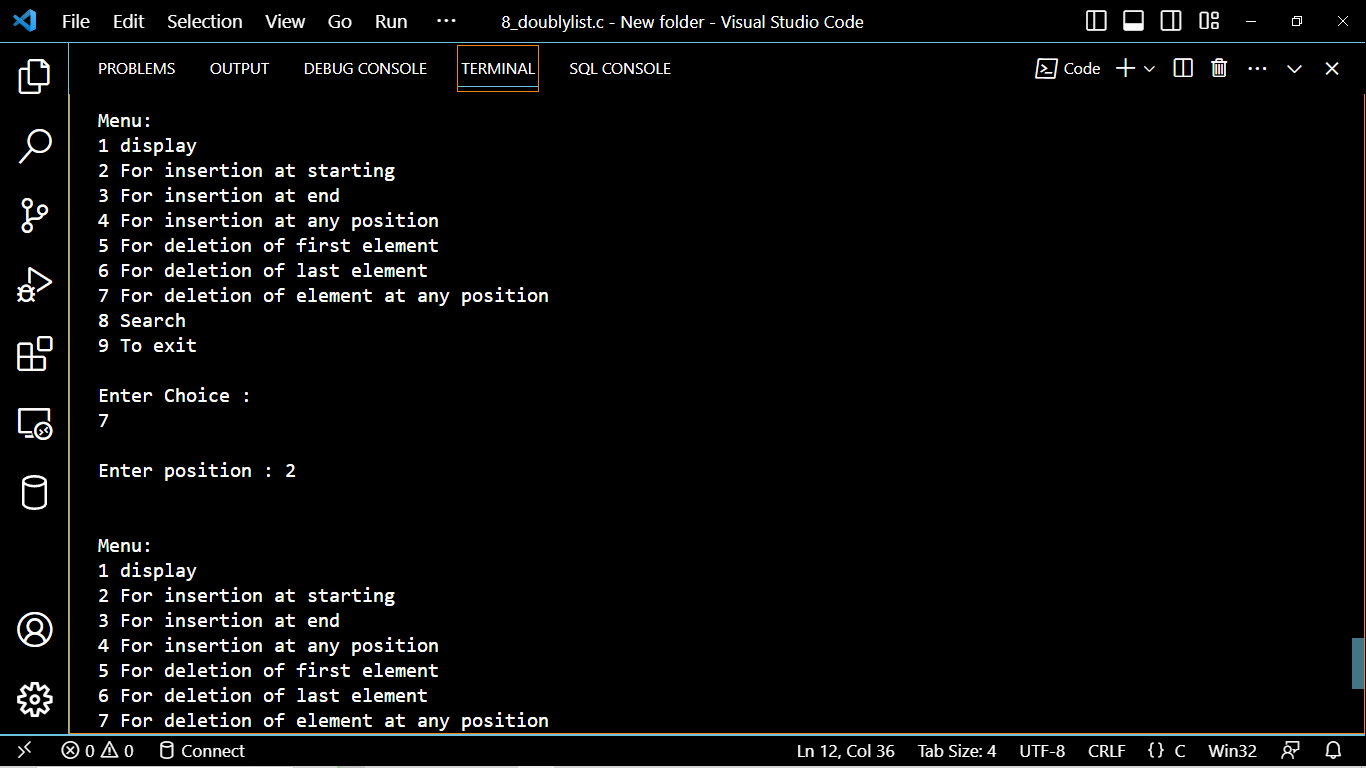 File Edit Selection View Go Run ··· 8_doublylist.c - New folder - Visual Studio Code
PROBLEMS OUTPUT DEBUG CONSOLE TERMINAL SQL CONSOLE Code
Menu:
1 display
2 For insertion at starting
3 For insertion at end
4 For insertion at any position
5 For deletion of first element
6 For deletion of last element
7 For deletion of element at any position
8 Search
9 To exit
Enter Choice :
7
Enter position : 2
Menu:
1 display
2 For insertion at starting
3 For insertion at end
4 For insertion at any position
5 For deletion of first element
6 For deletion of last element
7 For deletion of element at any position
0 0 Connect Ln 12, Col 36 Tab Size: 4 UTF-8 CRLF {} C Win32